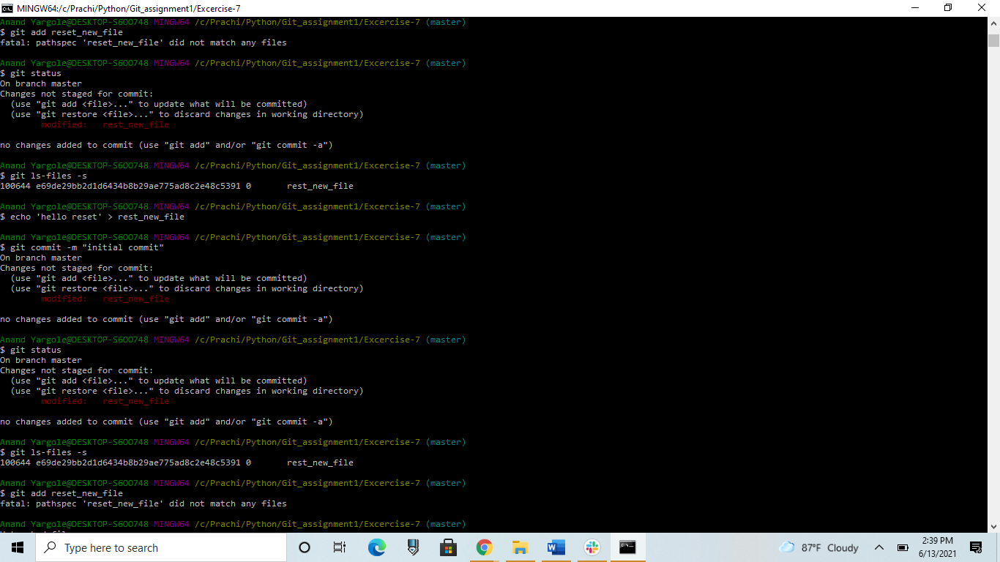 MINGW64:/c/Prachi/Python/Git_assignment1/Excercise-7
Anand Yargole@DESKTOP-S600748 MINGW64 /c/Prachi/Python/Git_assignment1/Excercise-7 (master)
$ git add reset_new_file
fatal: pathspec 'reset_new_file' did not match any files
Anand Yargole@DESKTOP-S600748 MINGW64 /c/Prachi/Python/Git_assignment1/Excercise-7 (master)
$ git status
On branch master
Changes not staged for commit:
  (use "git add <file>..." to update what will be committed)
  (use "git restore <file>..." to discard changes in working directory)
        modified:   rest_new_file
no changes added to commit (use "git add" and/or "git commit -a")
Anand Yargole@DESKTOP-S600748 MINGW64 /c/Prachi/Python/Git_assignment1/Excercise-7 (master)
$ git ls-files -s
100644 e69de29bb2d1d6434b8b29ae775ad8c2e48c5391 0       rest_new_file
Anand Yargole@DESKTOP-S600748 MINGW64 /c/Prachi/Python/Git_assignment1/Excercise-7 (master)
$ echo 'hello reset' > rest_new_file
Anand Yargole@DESKTOP-S600748 MINGW64 /c/Prachi/Python/Git_assignment1/Excercise-7 (master)
$ git commit -m "initial commit"
On branch master
Changes not staged for commit:
  (use "git add <file>..." to update what will be committed)
  (use "git restore <file>..." to discard changes in working directory)
        modified:   rest_new_file
no changes added to commit (use "git add" and/or "git commit -a")
Anand Yargole@DESKTOP-S600748 MINGW64 /c/Prachi/Python/Git_assignment1/Excercise-7 (master)
$ git status
On branch master
Changes not staged for commit:
  (use "git add <file>..." to update what will be committed)
  (use "git restore <file>..." to discard changes in working directory)
        modified:   rest_new_file
no changes added to commit (use "git add" and/or "git commit -a")
Anand Yargole@DESKTOP-S600748 MINGW64 /c/Prachi/Python/Git_assignment1/Excercise-7 (master)
$ git ls-files -s
100644 e69de29bb2d1d6434b8b29ae775ad8c2e48c5391 0       rest_new_file
Anand Yargole@DESKTOP-S600748 MINGW64 /c/Prachi/Python/Git_assignment1/Excercise-7 (master)
$ git add reset_new_file
fatal: pathspec 'reset_new_file' did not match any files
Anand Yargole@DESKTOP-S600748 MINGW64 /c/Prachi/Python/Git_assignment1/Excercise-7 (master)
Type here to search
87°F Cloudy
2:39 PM
6/13/2021